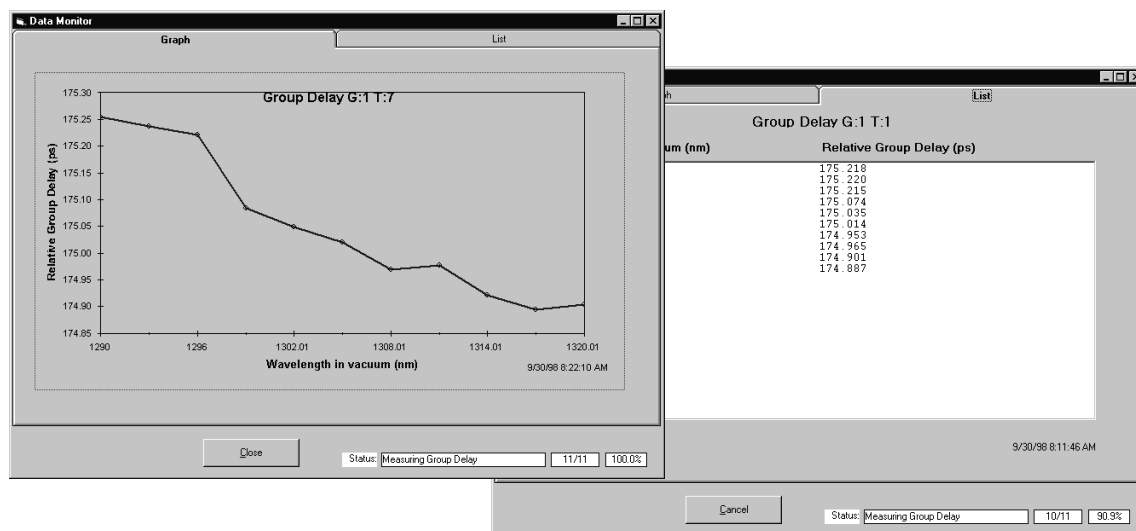 Data Monitor
Graph
List
Group Delay G:1 T:7
Relative Group Delay (ps)
175.30
175.25
175.20
175.15
175.10
175.05
175.00
174.95
174.90
174.85
1290
1296
1302.01
1308.01
1314.01
1320.01
Wavelength in vacuum (nm)
9/30/98 8:22:10 AM
Close
Status: Measuring Group Delay 11/11 100.0%
List
Group Delay G:1 T:1
(nm)
Relative Group Delay (ps)
175.218
175.220
175.215
175.074
175.035
175.014
174.953
174.965
174.901
174.887
9/30/98 8:11:46 AM
Cancel
Status: Measuring Group Delay 10/11 90.9%